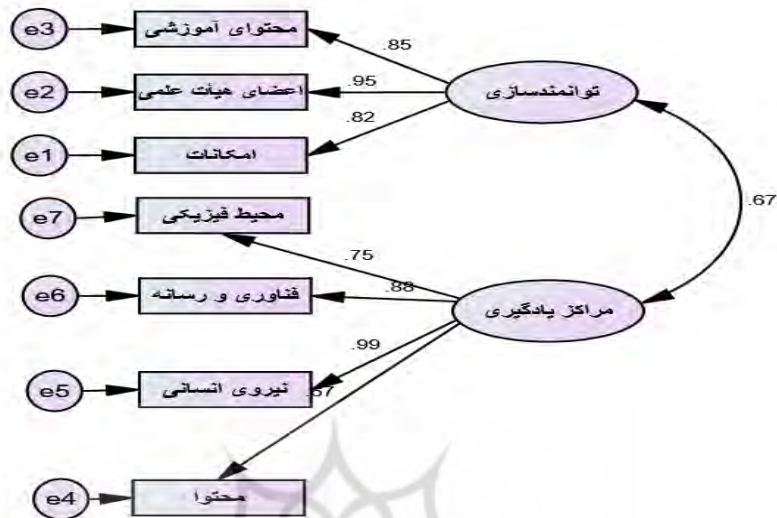 e3
محتوای آموزشی
.85
e2
اعضای هیأت علمی
.95
توانمندسازی
e1
امکانات
.82
.67
e7
محیط فیزیکی
.75
e6
فناوری و رسانه
.88
مراکز یادگیری
e5
نیروی انسانی
.99
e4
محتوا